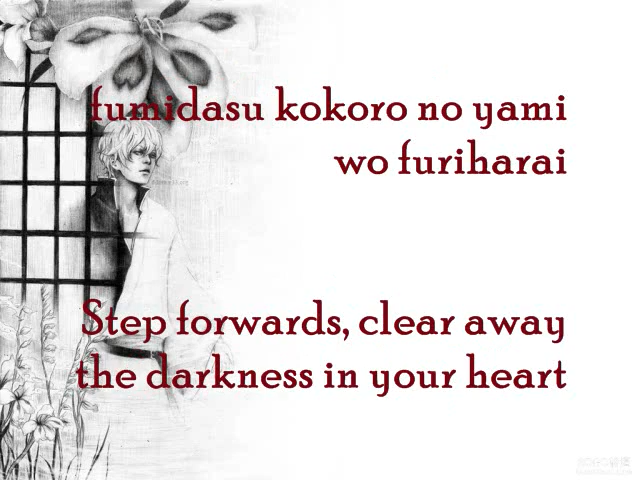 fumidasu kokoro no yami
wo furiharai
Step forwards, clear away
the darkness in your heart